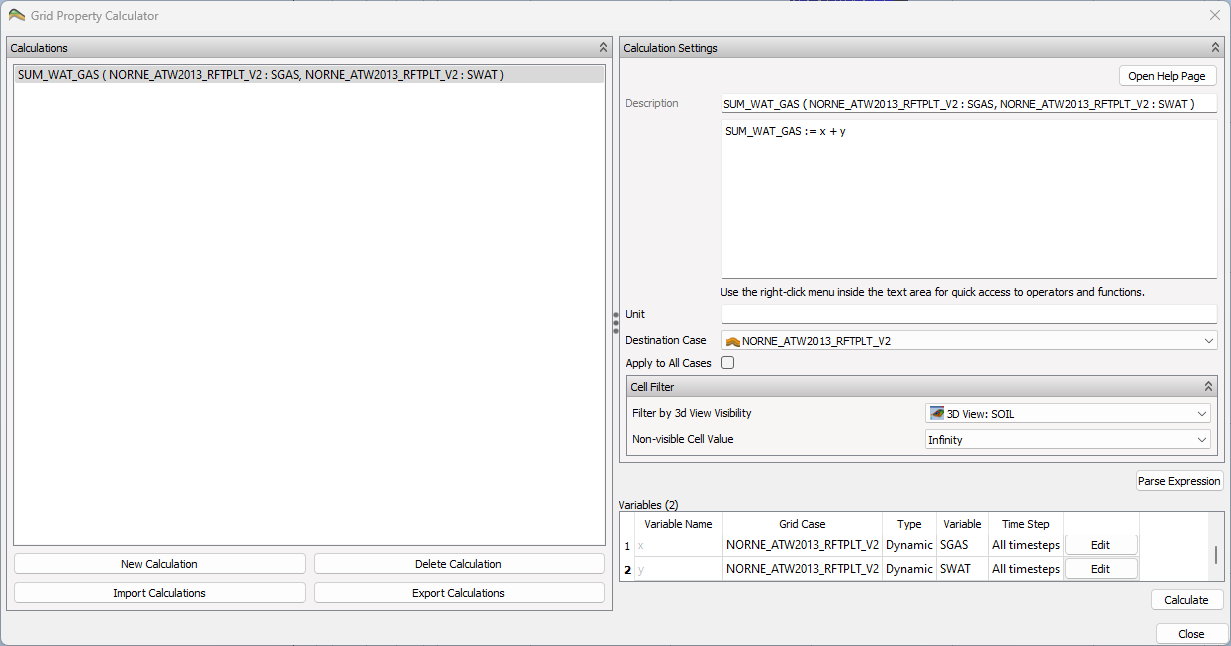 Grid Property Calculator
Calculations
SUM_WAT_GAS ( NORNE_ATW2013_RFTPLT_V2 : SGAS, NORNE_ATW2013_RFTPLT_V2 : SWAT )
New Calculation
Delete Calculation
Import Calculations
Export Calculations
Calculation Settings
Open Help Page
Description
SUM_WAT_GAS ( NORNE_ATW2013_RFTPLT_V2 : SGAS, NORNE_ATW2013_RFTPLT_V2 : SWAT )
SUM_WAT_GAS := x + y
Use the right-click menu inside the text area for quick access to operators and functions.
Unit
Destination Case NORNE_ATW2013_RFTPLT_V2
Apply to All Cases
Cell Filter
Filter by 3d View Visibility 3D View: SOIL
Non-visible Cell Value Infinity
Parse Expression
Variables (2)
Variable Name Grid Case Type Variable Time Step
1 x NORNE_ATW2013_RFTPLT_V2 Dynamic SGAS All timesteps Edit
2 y NORNE_ATW2013_RFTPLT_V2 Dynamic SWAT All timesteps Edit
Calculate
Close